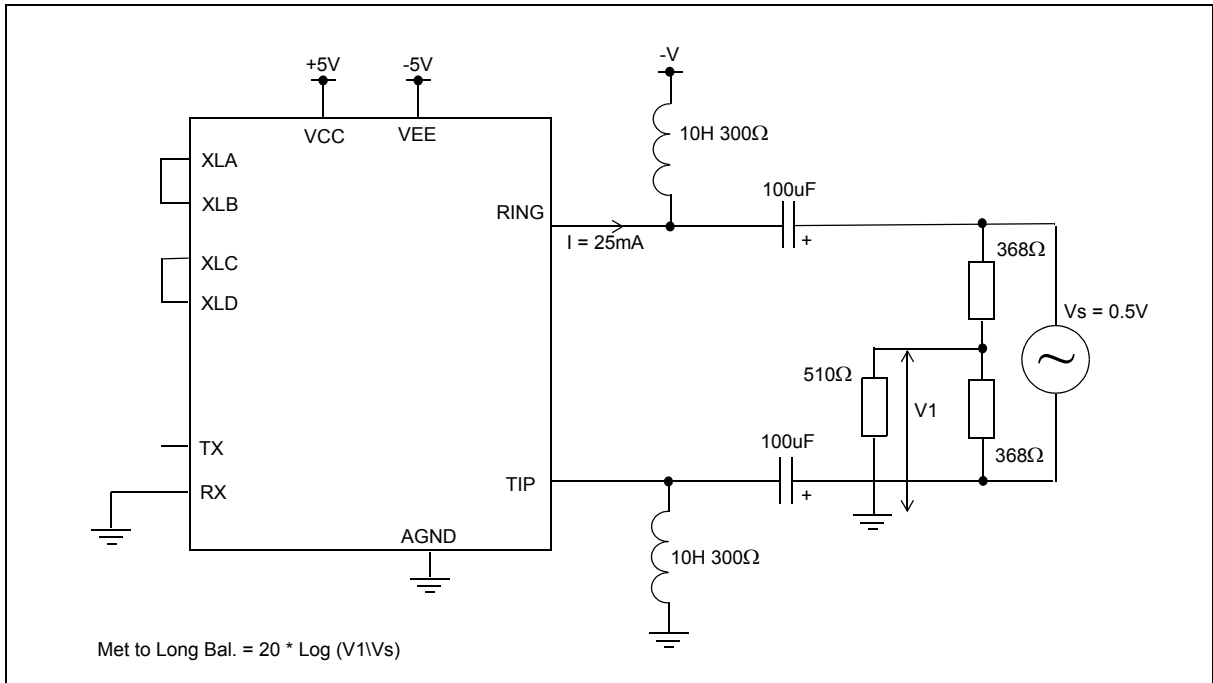 -V
+5V
-5V
10H 300Ω
VCC
VEE
XLA
XLB
100uF
RING
I = 25mA
+
368Ω
XLC
XLD
Vs = 0.5V
~
510Ω
V1
100uF
368Ω
TX
RX
TIP
+
AGND
10H 300Ω
Met to Long Bal. = 20 * Log (V1\Vs)